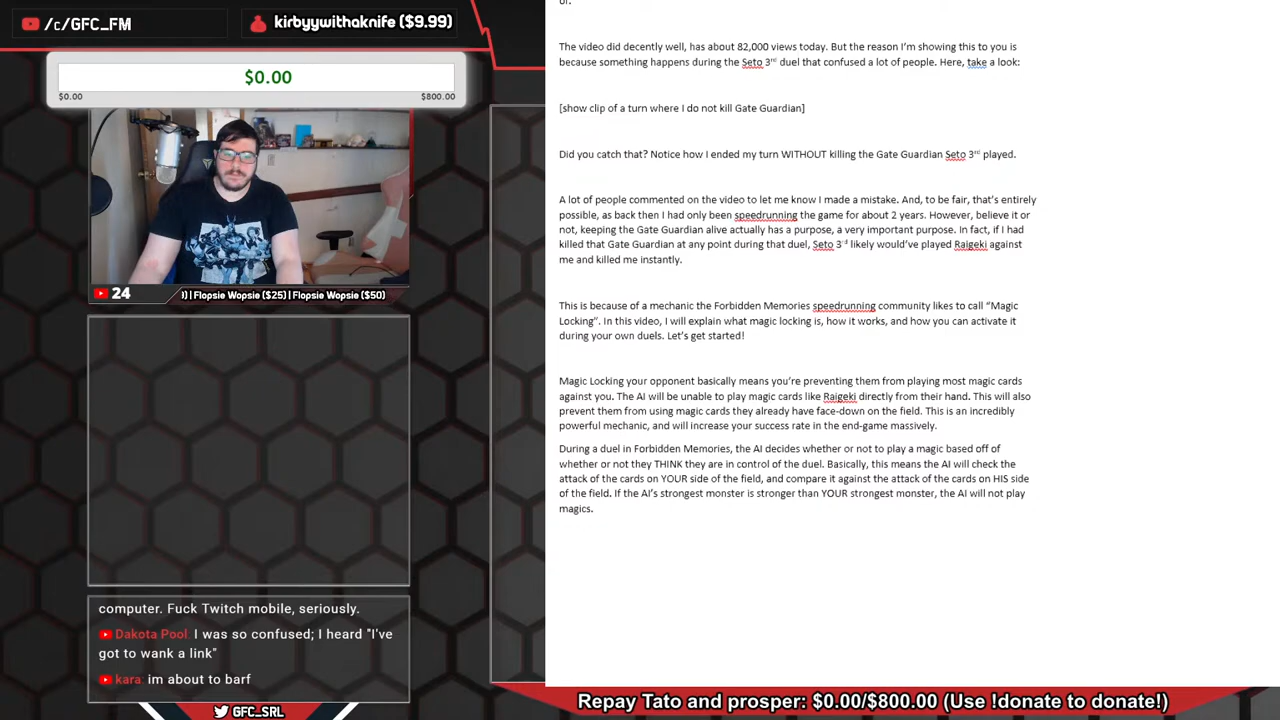 /c/GFC_FM
kirbyywithaknife ($9.99)
$0.00
$0.00 $800.00
24 )) | Flopsie Wopsie ($25) | Flopsie Wopsie ($50)
computer. Fuck Twitch mobile, seriously.
Dakota Pool: I was so confused; I heard "I've
got to wank a link"
kara: im about to barf
GFC_SRL
or.
The video did decently well, has about 82,000 views today. But the reason I'm showing this to you is
because something happens during the Seto 3rd duel that confused a lot of people. Here, take a look:
[show clip of a turn where I do not kill Gate Guardian]
Did you catch that? Notice how I ended my turn WITHOUT killing the Gate Guardian Seto 3rd played.
A lot of people commented on the video to let me know I made a mistake. And, to be fair, that's entirely
possible, as back then I had only been speedrunning the game for about 2 years. However, believe it or
not, keeping the Gate Guardian alive actually has a purpose, a very important purpose. In fact, if I had
killed that Gate Guardian at any point during that duel, Seto 3rd likely would've played Raigeki against
me and killed me instantly.
This is because of a mechanic the Forbidden Memories speedrunning community likes to call “Magic
Locking”. In this video, I will explain what magic locking is, how it works, and how you can activate it
during your own duels. Let's get started!
Magic Locking your opponent basically means you're preventing them from playing most magic cards
against you. The AI will be unable to play magic cards like Raigeki directly from their hand. This will also
prevent them from using magic cards they already have face-down on the field. This is an incredibly
powerful mechanic, and will increase your success rate in the end-game massively.
During a duel in Forbidden Memories, the AI decides whether or not to play a magic based off of
whether or not they THINK they are in control of the duel. Basically, this means the AI will check the
attack of the cards on YOUR side of the field, and compare it against the attack of the cards on HIS side
of the field. If the AI's strongest monster is stronger than YOUR strongest monster, the AI will not play
magics.
Repay Tato and prosper: $0.00/$800.00 (Use !donate to donate!)